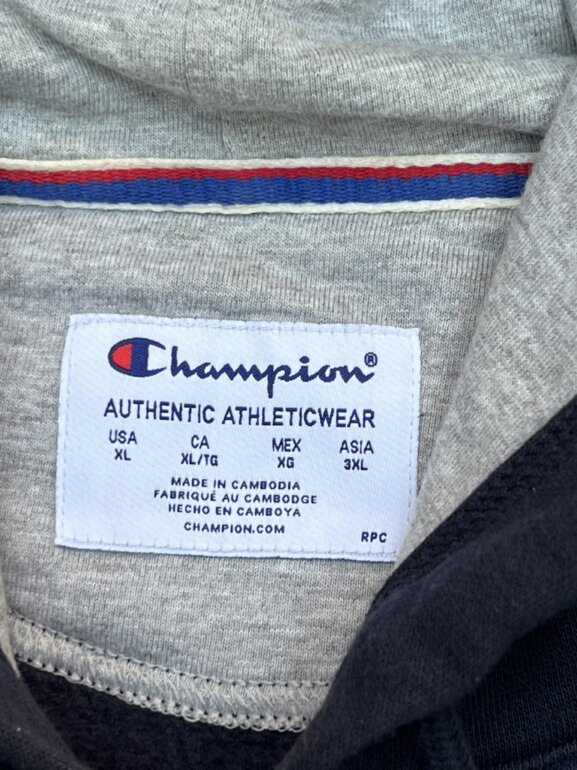 Champion®
AUTHENTIC ATHLETICWEAR
USA CA MEX ASIA
XL XL/TG XG 3XL
MADE IN CAMBODIA
FABRIQUÉ AU CAMBODGE
HECHO EN CAMBOYA
CHAMPION.COM
RPC